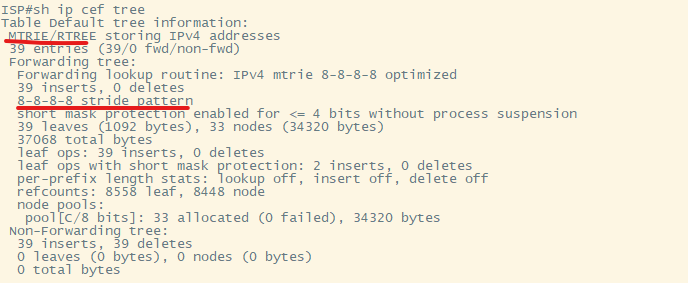 ISP#sh ip cef tree
Table Default tree information:
MTRIE/RTREE storing IPv4 addresses
39 entries (39/0 fwd/non-fwd)
Forwarding tree:
Forwarding lookup routine: IPv4 mtrie 8-8-8-8 optimized
39 inserts, 0 deletes
8-8-8-8 stride pattern
short mask protection enabled for <= 4 bits without process suspension
39 leaves (1092 bytes), 33 nodes (34320 bytes)
37068 total bytes
leaf ops: 39 inserts, 0 deletes
leaf ops with short mask protection: 2 inserts, 0 deletes
per-prefix length stats: lookup off, insert off, delete off
refcounts: 8558 leaf, 8448 node
node pools:
pool[C/8 bits]: 33 allocated (0 failed), 34320 bytes
Non-Forwarding tree:
39 inserts, 39 deletes
0 leaves (0 bytes), 0 nodes (0 bytes)
0 total bytes